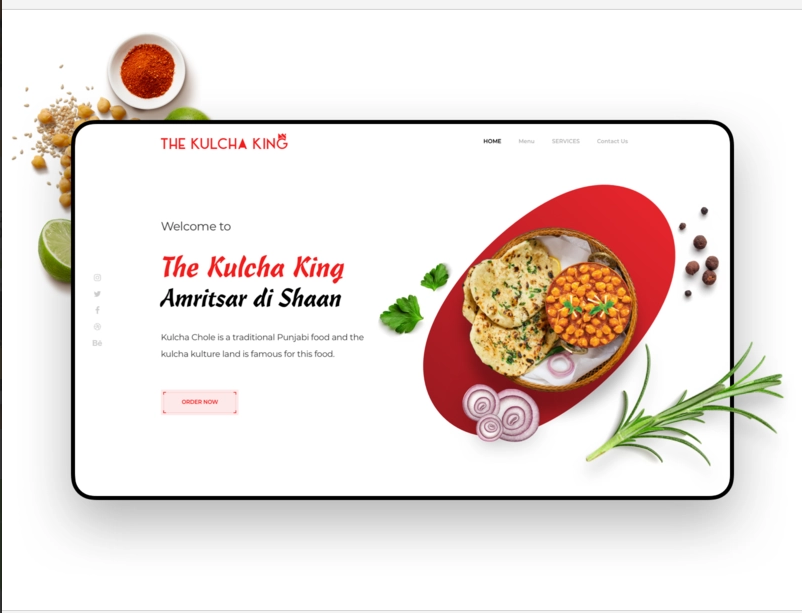 THE KULCHA KING
HOME Menu SERVICES Contact Us
Welcome to
The Kulcha King
Amritsar di Shaan
Kulcha Chole is a traditional Punjabi food and the
kulcha kulture land is famous for this food.
ORDER NOW
Bē